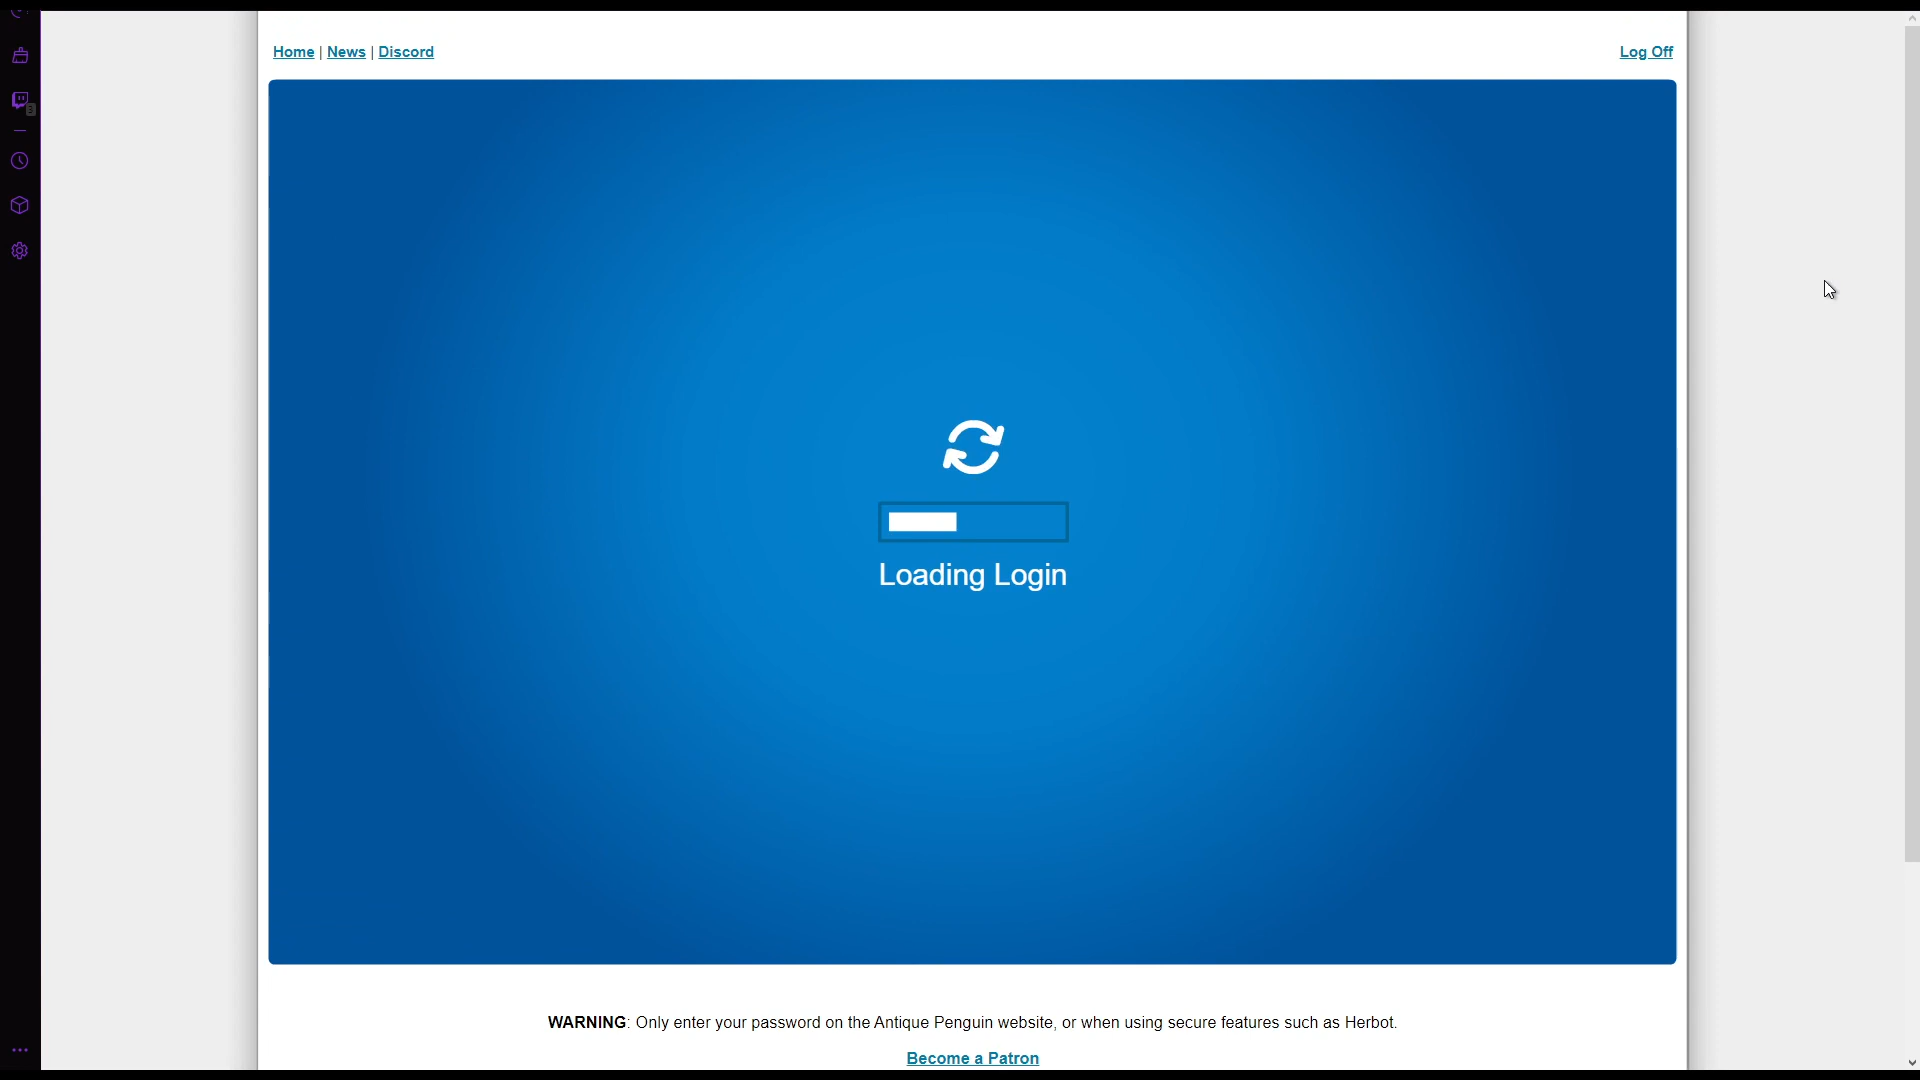 Home | News | Discord
Log Off
Loading Login
WARNING: Only enter your password on the Antique Penguin website, or when using secure features such as Herbot.
Become a Patron